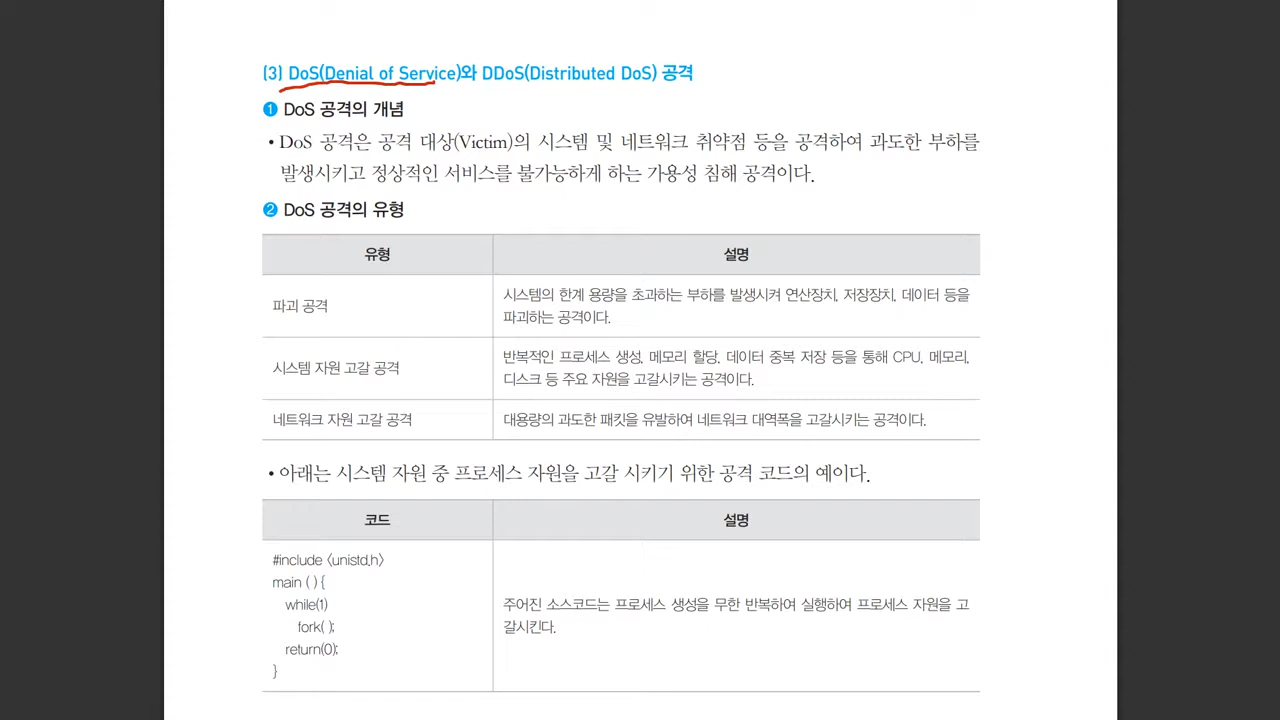 (3) DoS(Denial of Service)와 DDoS(Distributed DoS) 공격
❶ DoS 공격의 개념
• DoS 공격은 공격 대상(Victim)의 시스템 및 네트워크 취약점 등을 공격하여 과도한 부하를
발생시키고 정상적인 서비스를 불가능하게 하는 가용성 침해 공격이다.
❷ DoS 공격의 유형
유형 설명
파괴 공격 시스템의 한계 용량을 초과하는 부하를 발생시켜 연산장치, 저장장치, 데이터 등을
파괴하는 공격이다.
시스템 자원 고갈 공격 반복적인 프로세스 생성, 메모리 할당, 데이터 중복 저장 등을 통해 CPU, 메모리,
디스크 등 주요 자원을 고갈시키는 공격이다.
네트워크 자원 고갈 공격 대용량의 과도한 패킷을 유발하여 네트워크 대역폭을 고갈시키는 공격이다.
• 아래는 시스템 자원 중 프로세스 자원을 고갈 시키기 위한 공격 코드의 예이다.
코드 설명
#include <unistd.h>
main ( ) {
while(1)
fork( );
return(0);
}
주어진 소스코드는 프로세스 생성을 무한 반복하여 실행하여 프로세스 자원을 고
갈시킨다.